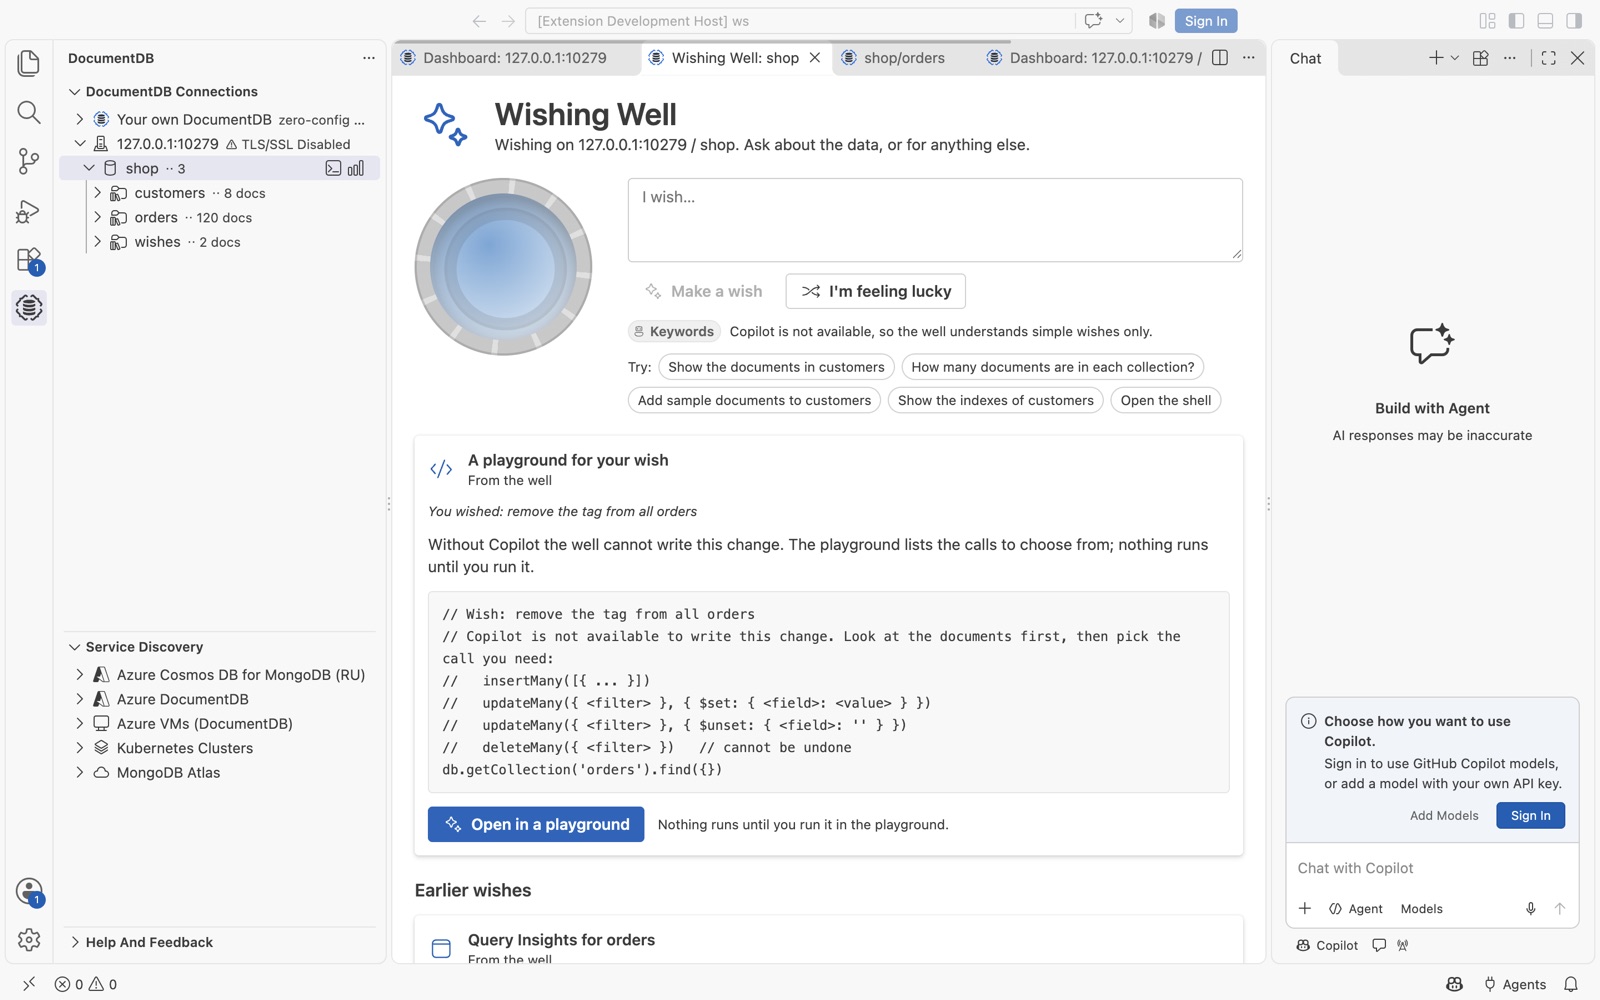 [Extension Development Host] ws
Sign In
DocumentDB
DocumentDB Connections
Your own DocumentDB zero-config ...
127.0.0.1:10279 ⚠ TLS/SSL Disabled
shop ·· 3
customers ·· 8 docs
orders ·· 120 docs
wishes ·· 2 docs
1
Service Discovery
Azure Cosmos DB for MongoDB (RU)
Azure DocumentDB
Azure VMs (DocumentDB)
Kubernetes Clusters
MongoDB Atlas
1
Help And Feedback
Dashboard: 127.0.0.1:10279
Wishing Well: shop
shop/orders
Dashboard: 127.0.0.1:10279 /
Wishing Well
Wishing on 127.0.0.1:10279 / shop. Ask about the data, or for anything else.
I wish...
Make a wish
I'm feeling lucky
Keywords Copilot is not available, so the well understands simple wishes only.
Try: Show the documents in customers How many documents are in each collection?
Add sample documents to customers Show the indexes of customers Open the shell
A playground for your wish
From the well
You wished: remove the tag from all orders
Without Copilot the well cannot write this change. The playground lists the calls to choose from; nothing runs
until you run it.
// Wish: remove the tag from all orders
// Copilot is not available to write this change. Look at the documents first, then pick the
call you need:
//   insertMany([{ ... }])
//   updateMany({ <filter> }, { $set: { <field>: <value> } })
//   updateMany({ <filter> }, { $unset: { <field>: '' } })
//   deleteMany({ <filter> })   // cannot be undone
db.getCollection('orders').find({})
Open in a playground Nothing runs until you run it in the playground.
Earlier wishes
Query Insights for orders
From the well
Chat
Build with Agent
AI responses may be inaccurate
Choose how you want to use
Copilot.
Sign in to use GitHub Copilot models,
or add a model with your own API key.
Add Models
Sign In
Chat with Copilot
Agent
Models
Copilot
0 0
Agents